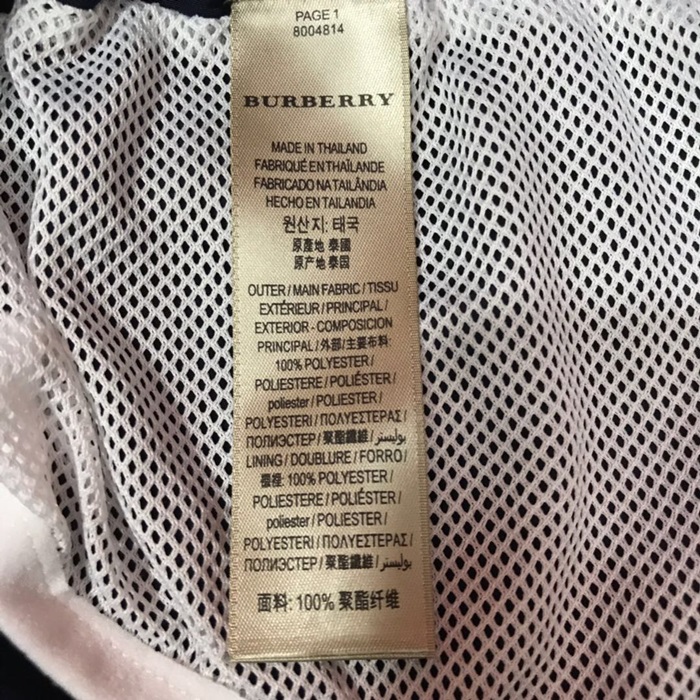 PAGE 1
8004814
BURBERRY
MADE IN THAILAND
FABRIQUÉ EN THAÏLANDE
FABRICADO NA TAILÂNDIA
HECHO EN TAILANDIA
원산지: 태국
原產地 泰國
原产地 泰国
OUTER / MAIN FABRIC / TISSU
EXTÉRIEUR / PRINCIPAL /
EXTERIOR - COMPOSICION
PRINCIPAL / 外部/主要布料:
100% POLYESTER /
POLIESTERE / POLIÉSTER /
poliester / POLIESTER /
POLYESTERI / ΠΟΛΥΕΣΤΕΡΑΣ /
ПОЛИЭСТЕР / 聚酯纖維 / بوليستر
LINING / DOUBLURE / FORRO /
裡: 100% POLYESTER /
POLIESTERE / POLIÉSTER /
poliester / POLIESTER /
POLYESTERI / ΠΟΛΥΕΣΤΕΡΑΣ /
ПОЛИЭСТЕР / 聚酯纖維 / بوليستر
面料: 100% 聚酯纤维